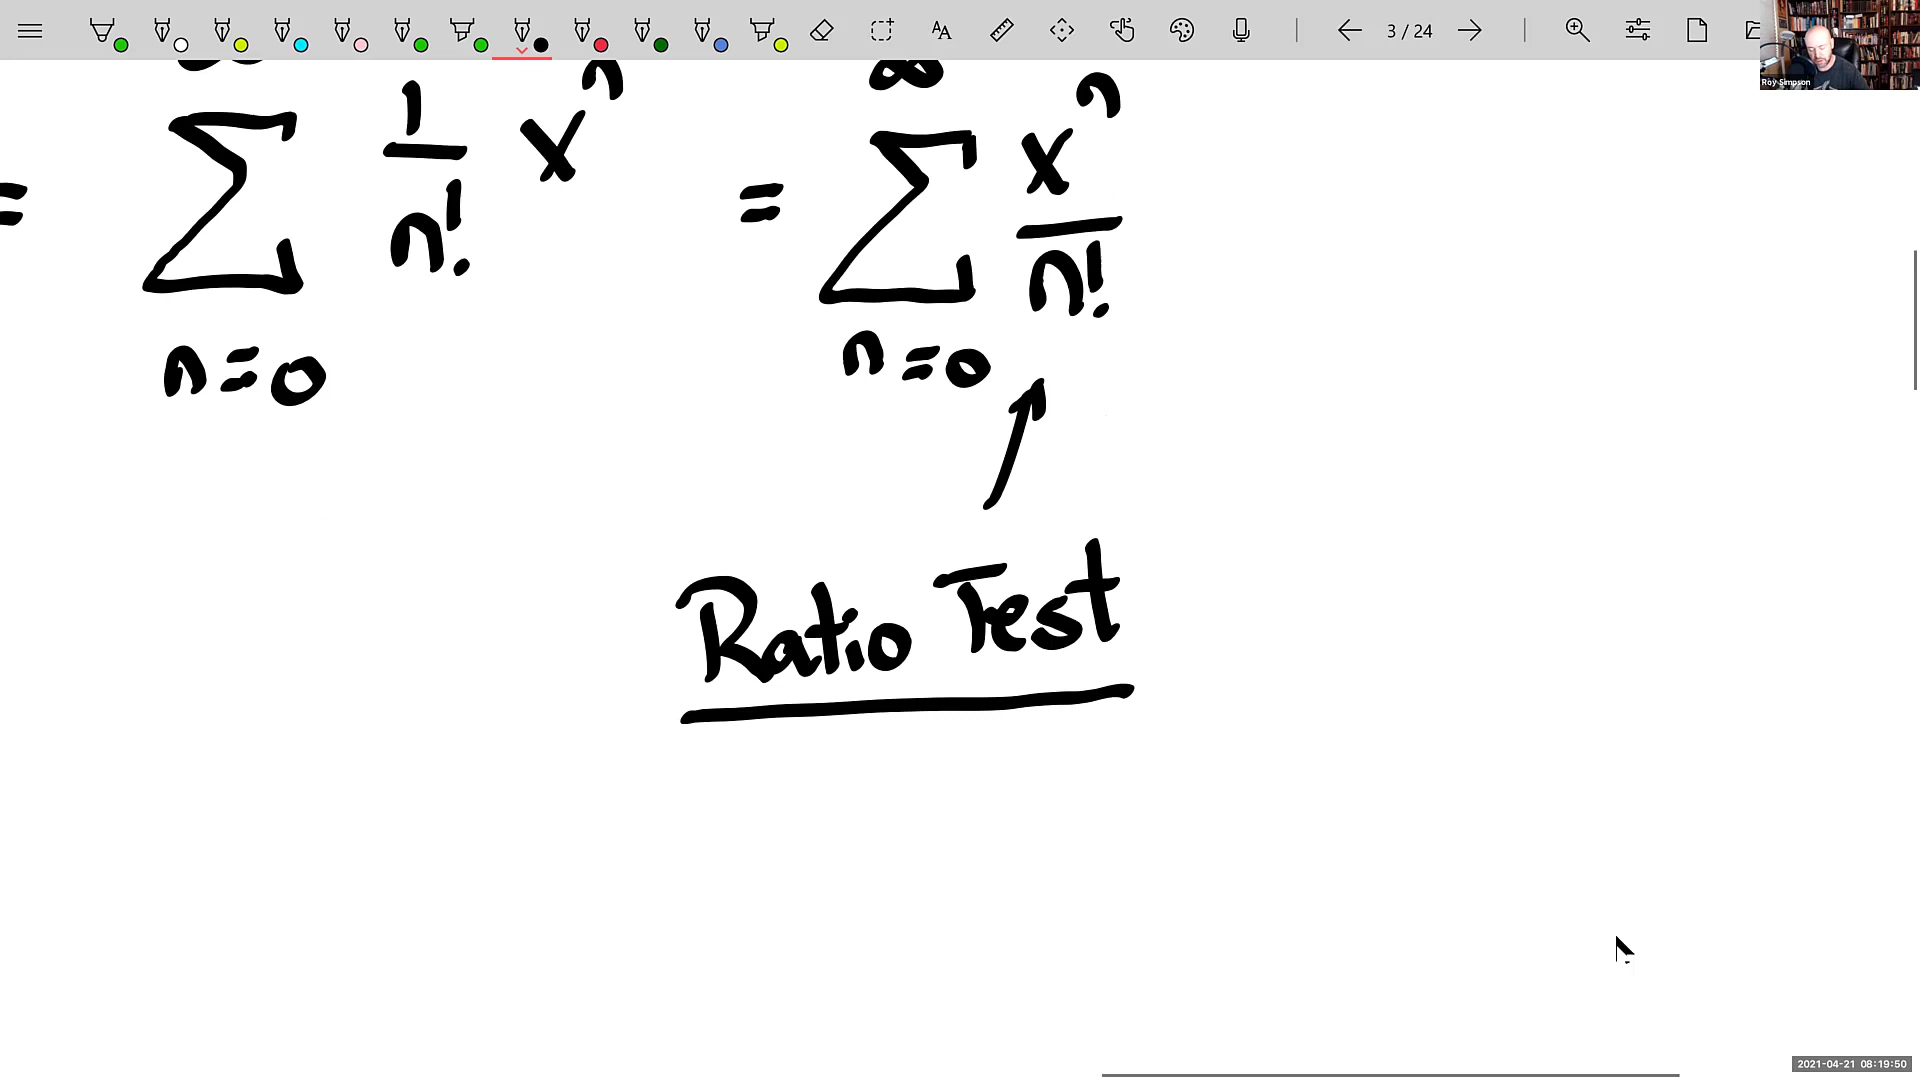 3 / 24
Roy Simpson
= ∞ Σ n=0 1/n! x^n = ∞ Σ n=0 x^n/n!
Ratio Test
2021-04-21 08:19:50